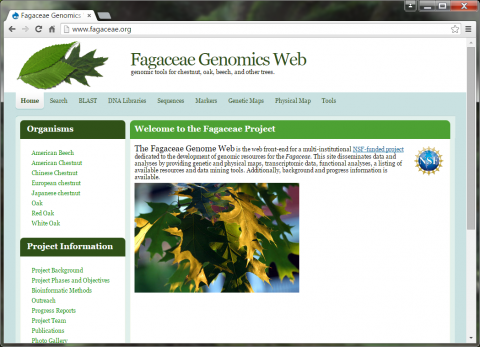 Fagaceae Genomics
www.fagaceae.org
Fagaceae Genomics Web
genomic tools for chestnut, oak, beech, and other trees.
Home Search BLAST DNA Libraries Sequences Markers Genetic Maps Physical Map Tools
Organisms
American Beech
American Chestnut
Chinese Chestnut
European chestnut
Japanese chestnut
Oak
Red Oak
White Oak
Project Information
Project Background
Project Phases and Objectives
Bioinformatic Methods
Outreach
Progress Reports
Project Team
Publications
Photo Gallery
Welcome to the Fagaceae Project
The Fagaceae Genome Web is the web front-end for a multi-institutional NSF-funded project
dedicated to the development of genomic resources for the Fagaceae. This site disseminates data and
analyses by providing genetic and physical maps, transcriptomic data, functional analyses, a listing of
available resources and data mining tools. Additionally, background and progress information is
available.
NSF